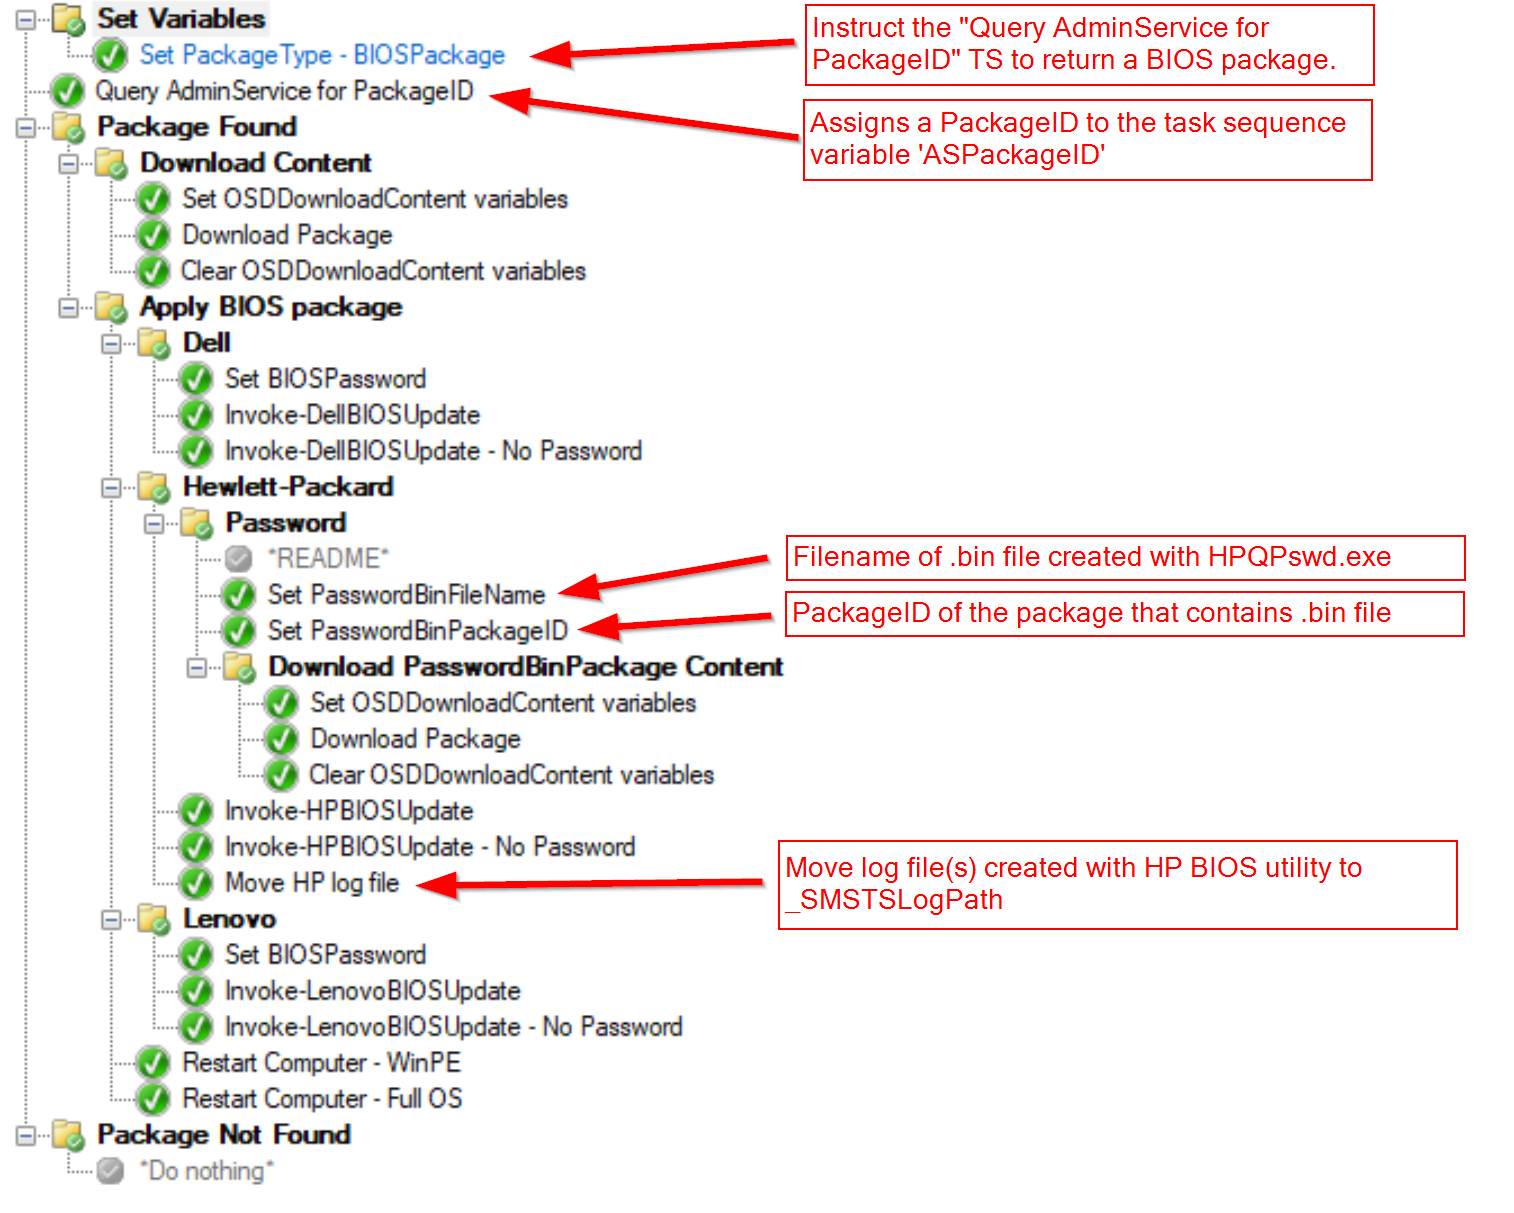 Set Variables
Set PackageType - BIOSPackage
Instruct the "Query AdminService for
PackageID" TS to return a BIOS package.
Query AdminService for PackageID
Assigns a PackageID to the task sequence
variable 'ASPackageID'
Package Found
Download Content
Set OSDDownloadContent variables
Download Package
Clear OSDDownloadContent variables
Apply BIOS package
Dell
Set BIOSPassword
Invoke-DellBIOSUpdate
Invoke-DellBIOSUpdate - No Password
Hewlett-Packard
Password
*README*
Filename of .bin file created with HPQPswd.exe
Set PasswordBinFileName
PackageID of the package that contains .bin file
Set PasswordBinPackageID
Download PasswordBinPackage Content
Set OSDDownloadContent variables
Download Package
Clear OSDDownloadContent variables
Invoke-HPBIOSUpdate
Invoke-HPBIOSUpdate - No Password
Move HP log file
Move log file(s) created with HP BIOS utility to
_SMSTSLogPath
Lenovo
Set BIOSPassword
Invoke-LenovoBIOSUpdate
Invoke-LenovoBIOSUpdate - No Password
Restart Computer - WinPE
Restart Computer - Full OS
Package Not Found
*Do nothing*